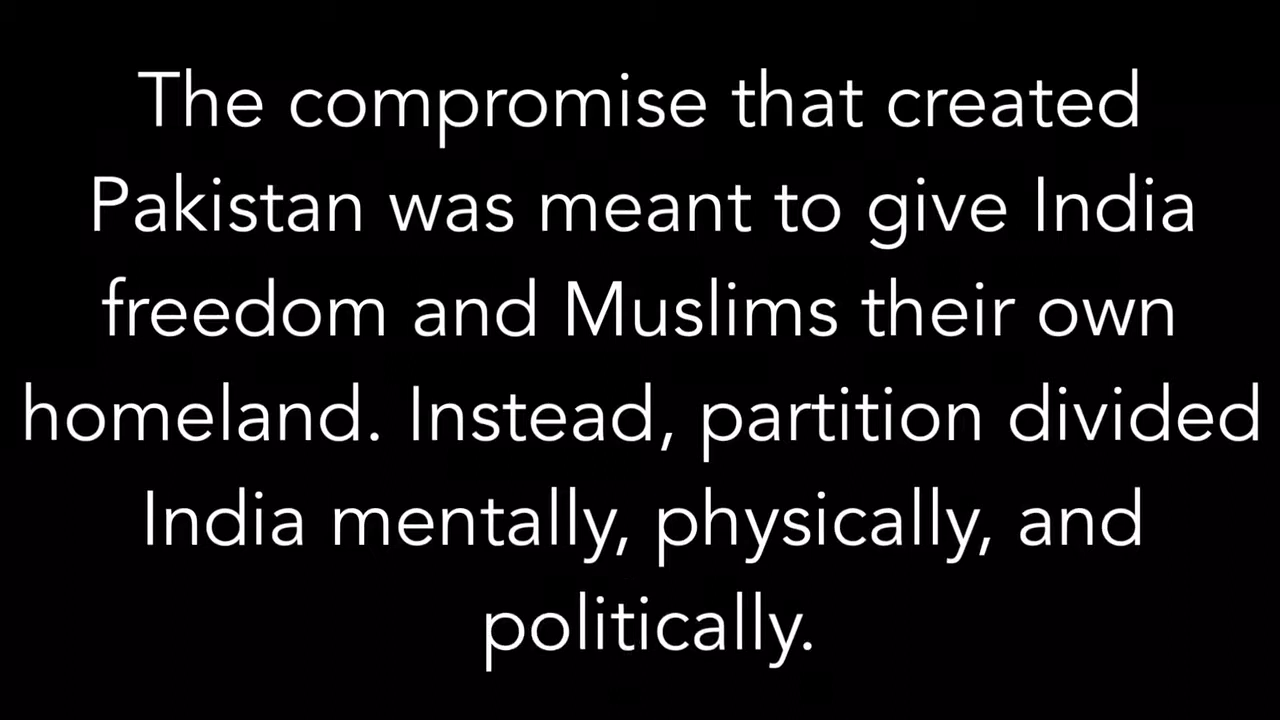 The compromise that created
Pakistan was meant to give India
freedom and Muslims their own
homeland. Instead, partition divided
India mentally, physically, and
politically.